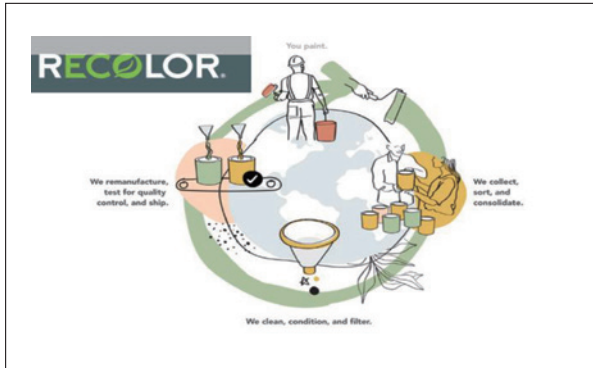 RECOLOR®
You paint.
We collect,
sort, and
consolidate.
We remanufacture,
test for quality
control, and ship.
We clean, condition, and filter.